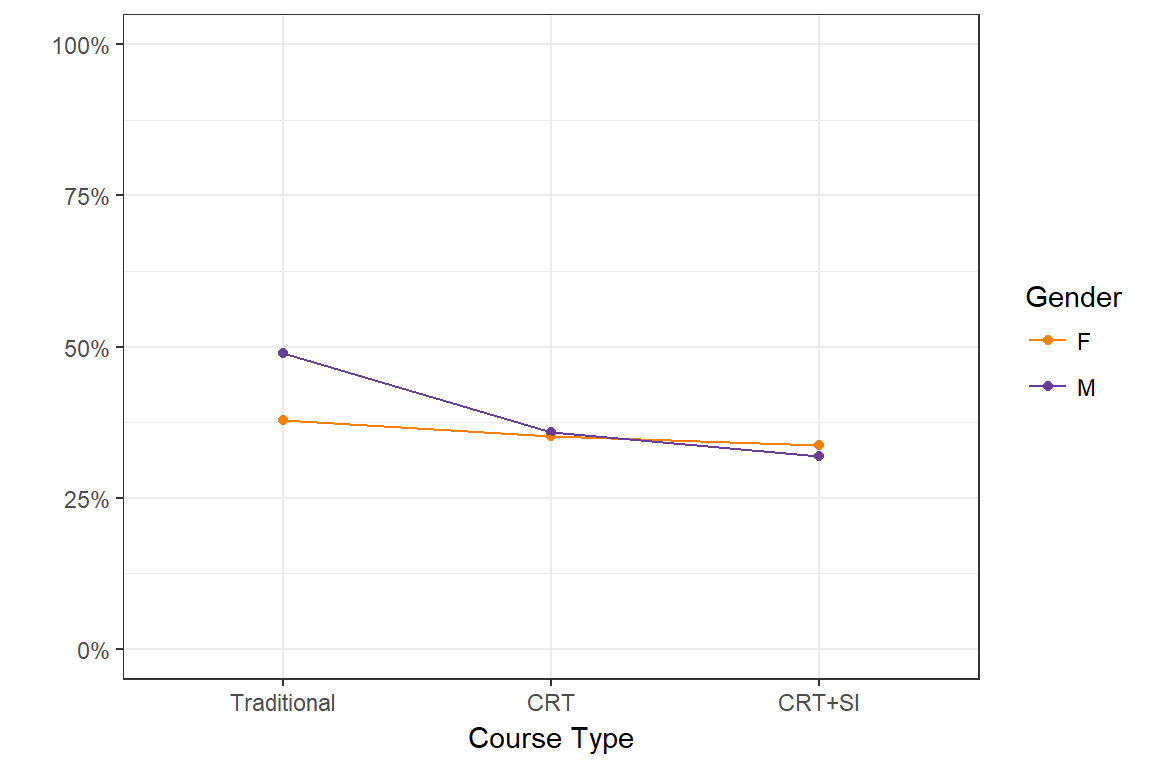 100%
75%
50%
25%
0%
Traditional CRT CRT+SI
Course Type
Gender
F
M